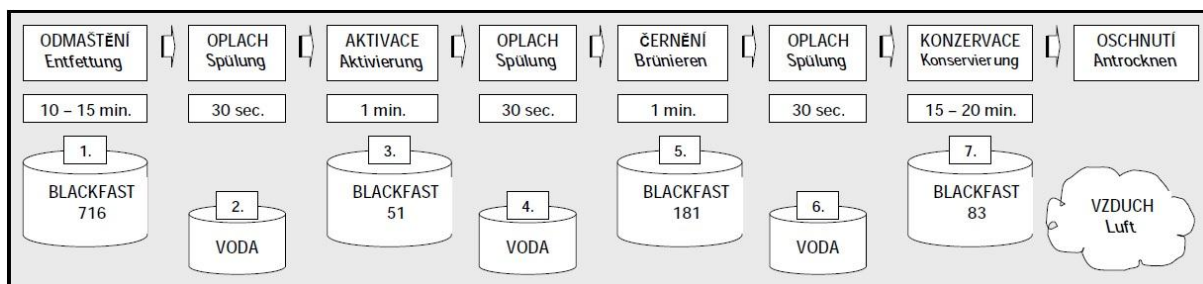 ODMAŠTĚNÍ
Entfettung
OPLACH
Spülung
AKTIVACE
Aktivierung
OPLACH
Spülung
ČERNĚNÍ
Brünieren
OPLACH
Spülung
KONZERVACE
Konservierung
OSCHNUTÍ
Antrocknen
10 – 15 min.
30 sec.
1 min.
30 sec.
1 min.
30 sec.
15 – 20 min.
1.
BLACKFAST
716
2.
VODA
3.
BLACKFAST
51
4.
VODA
5.
BLACKFAST
181
6.
VODA
7.
BLACKFAST
83
VZDUCH
Luft